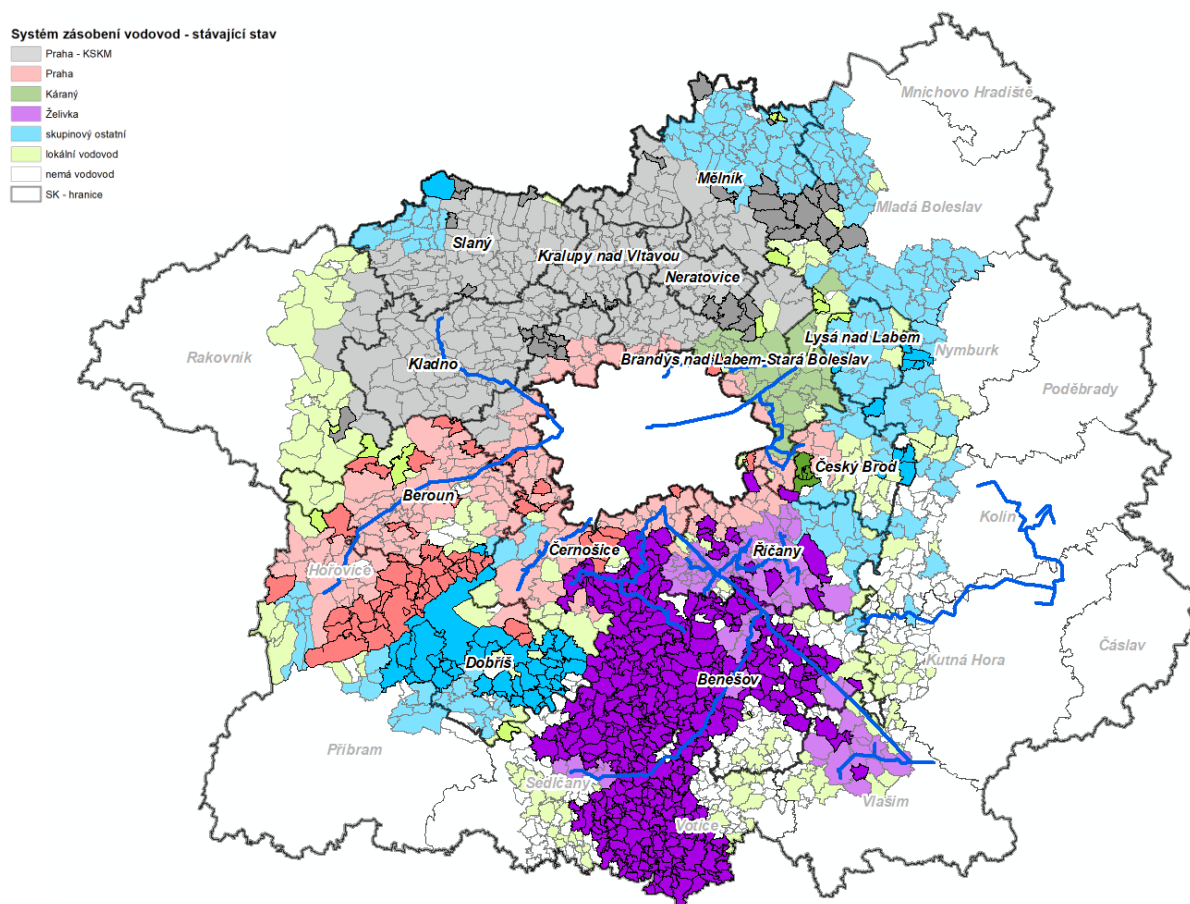 Systém zásobení vodovod - stávající stav
Praha - KSKM
Praha
Káraný
Želivka
skupinový ostatní
lokální vodovod
nemá vodovod
SK - hranice
Mnichovo Hradiště
Mělník
Mladá Boleslav
Slaný
Kralupy nad Vltavou
Neratovice
Lysá nad Labem
Rakovník
Kladno
Brandýs nad Labem-Stará Boleslav
Nymburk
Poděbrady
Beroun
Český Brod
Kolín
Hořovice
Černošice
Říčany
Dobříš
Benešov
Kutná Hora
Čáslav
Příbram
Sedlčany
Vlašim
Votice